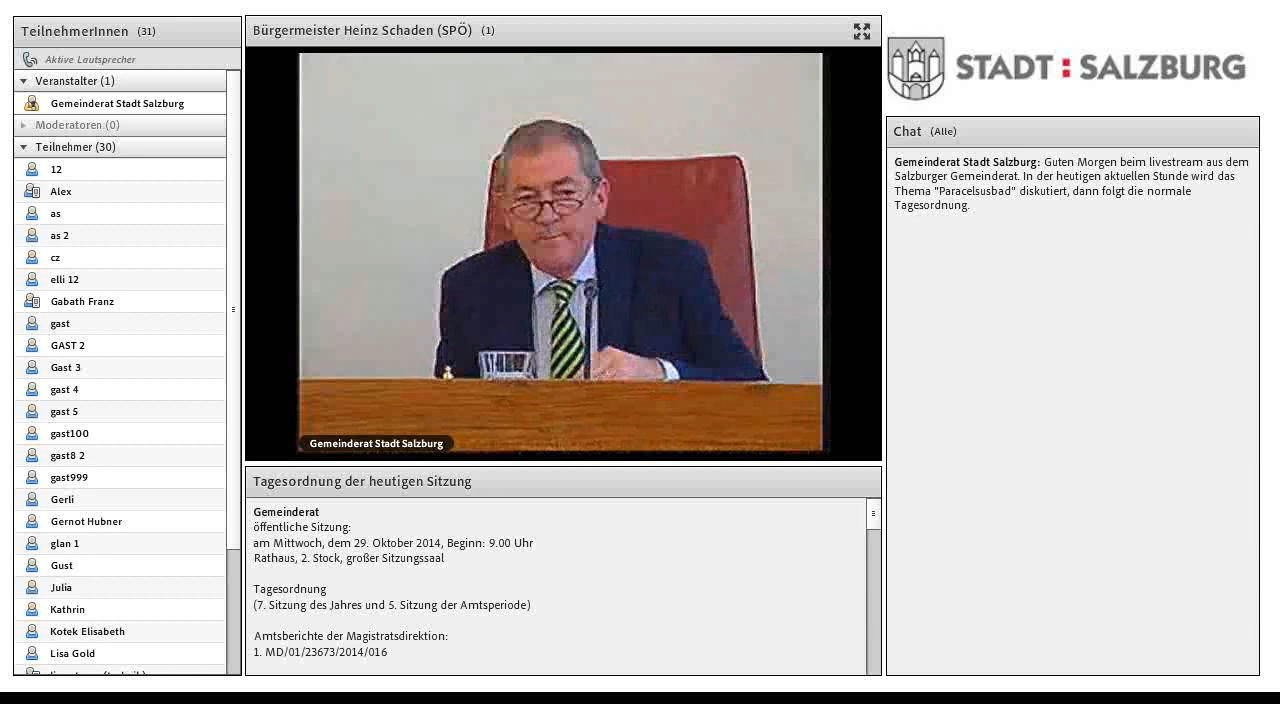 TeilnehmerInnen (31)
Aktive Lautsprecher
Veranstalter (1)
Gemeinderat Stadt Salzburg
Moderatoren (0)
Teilnehmer (30)
12
Alex
as
as 2
cz
elli 12
Gabath Franz
gast
GAST 2
Gast 3
gast 4
gast 5
gast100
gast8 2
gast999
Gerli
Gernot Hubner
glan 1
Gust
Julia
Kathrin
Kotek Elisabeth
Lisa Gold
Bürgermeister Heinz Schaden (SPÖ) (1)
Gemeinderat Stadt Salzburg
Tagesordnung der heutigen Sitzung
Gemeinderat
öffentliche Sitzung:
am Mittwoch, dem 29. Oktober 2014, Beginn: 9.00 Uhr
Rathaus, 2. Stock, großer Sitzungssaal
Tagesordnung
(7. Sitzung des Jahres und 5. Sitzung der Amtsperiode)
Amtsberichte der Magistratsdirektion:
1. MD/01/23673/2014/016
STADT : SALZBURG
Chat (Alle)
Gemeinderat Stadt Salzburg: Guten Morgen beim livestream aus dem
Salzburger Gemeinderat. In der heutigen aktuellen Stunde wird das
Thema "Paracelsusbad" diskutiert, dann folgt die normale
Tagesordnung.